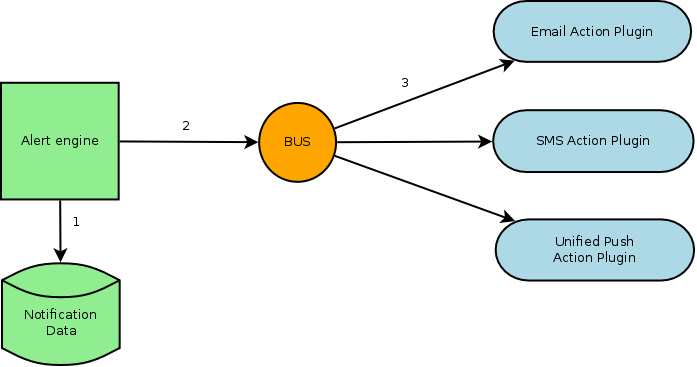 Email Action Plugin
3
2
Alert engine
BUS
SMS Action Plugin
1
Unified Push
Action Plugin
Notification
Data